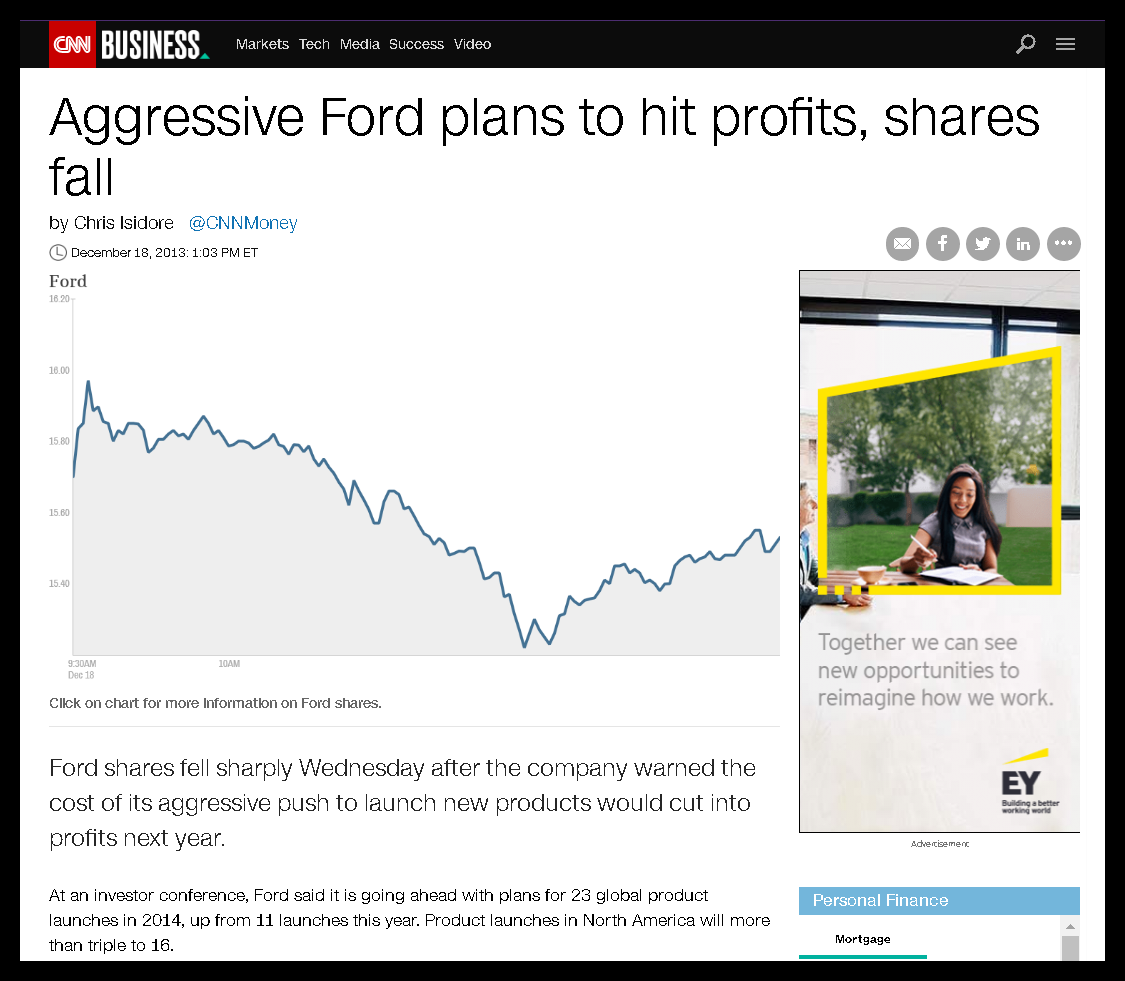 CNN BUSINESS Markets Tech Media Success Video
Aggressive Ford plans to hit profits, shares
fall
by Chris Isidore @CNNMoney
December 18, 2013: 1:03 PM ET
Ford
16.20
16.00
15.80
15.60
15.40
9:30AM 10AM
Dec 18
Click on chart for more information on Ford shares.
Ford shares fell sharply Wednesday after the company warned the
cost of its aggressive push to launch new products would cut into
profits next year.
At an investor conference, Ford said it is going ahead with plans for 23 global product
launches in 2014, up from 11 launches this year. Product launches in North America will more
than triple to 16.
f
in
Together we can see
new opportunities to
reimagine how we work.
EY
Building a better
working world
Advertisement
Personal Finance
Mortgage